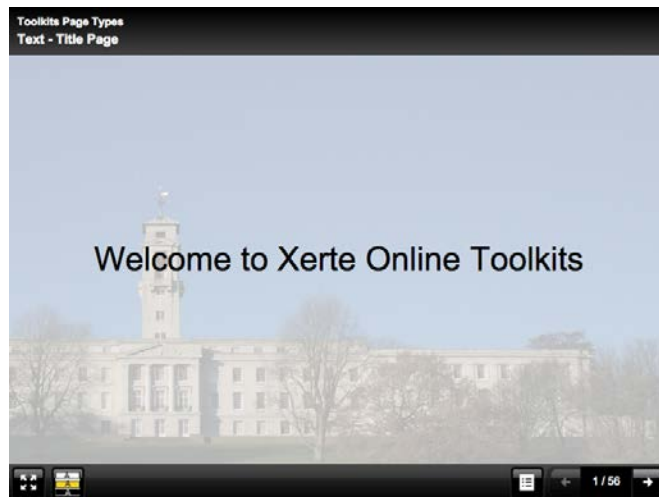 Toolkits Page Types
Text - Title Page
Welcome to Xerte Online Toolkits
1 / 56